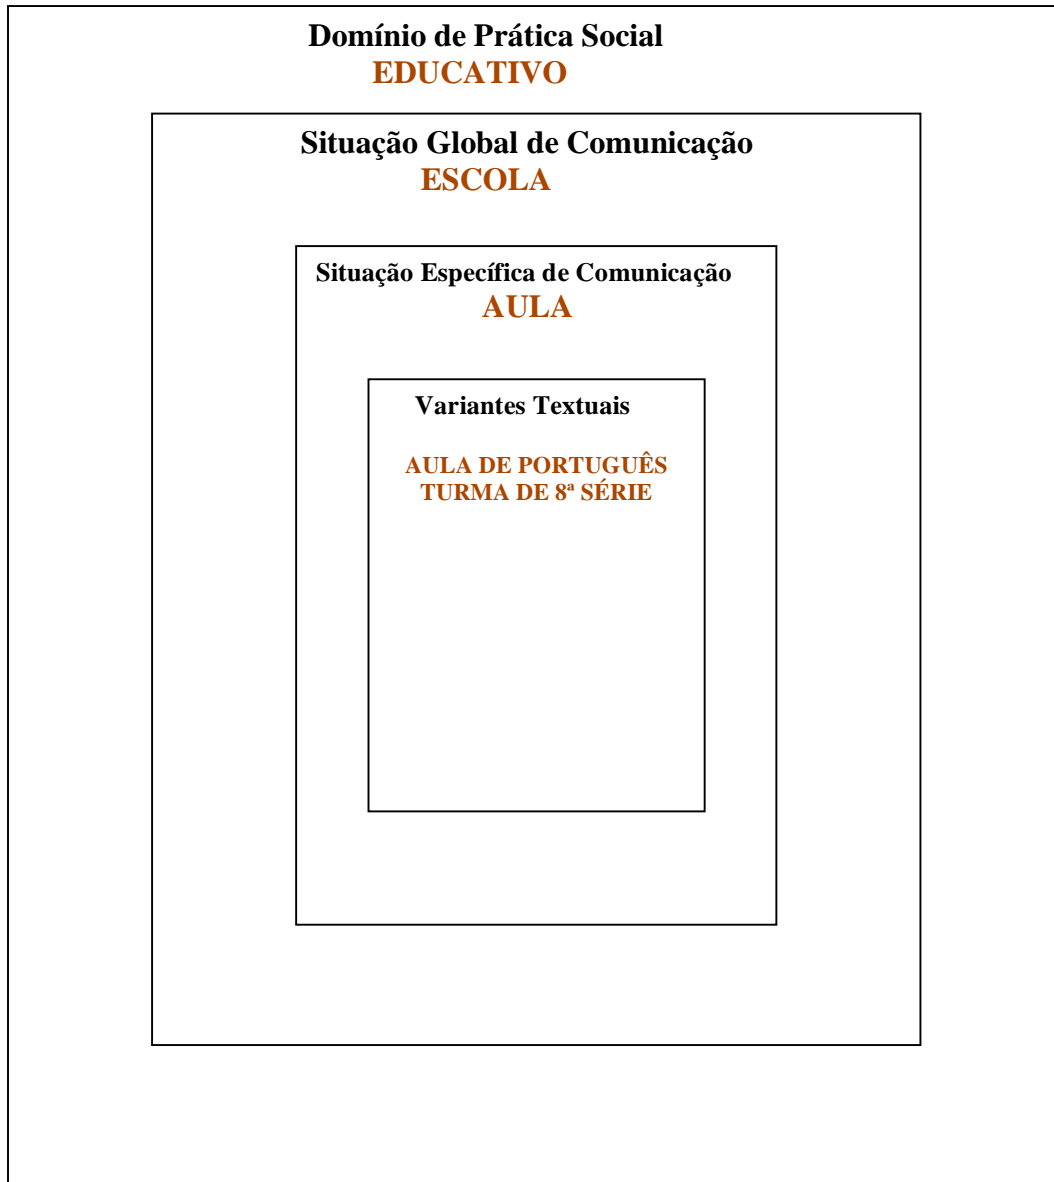 Domínio de Prática Social
EDUCATIVO
Situação Global de Comunicação
ESCOLA
Situação Específica de Comunicação
AULA
Variantes Textuais
AULA DE PORTUGUÊS
TURMA DE 8ª SÉRIE